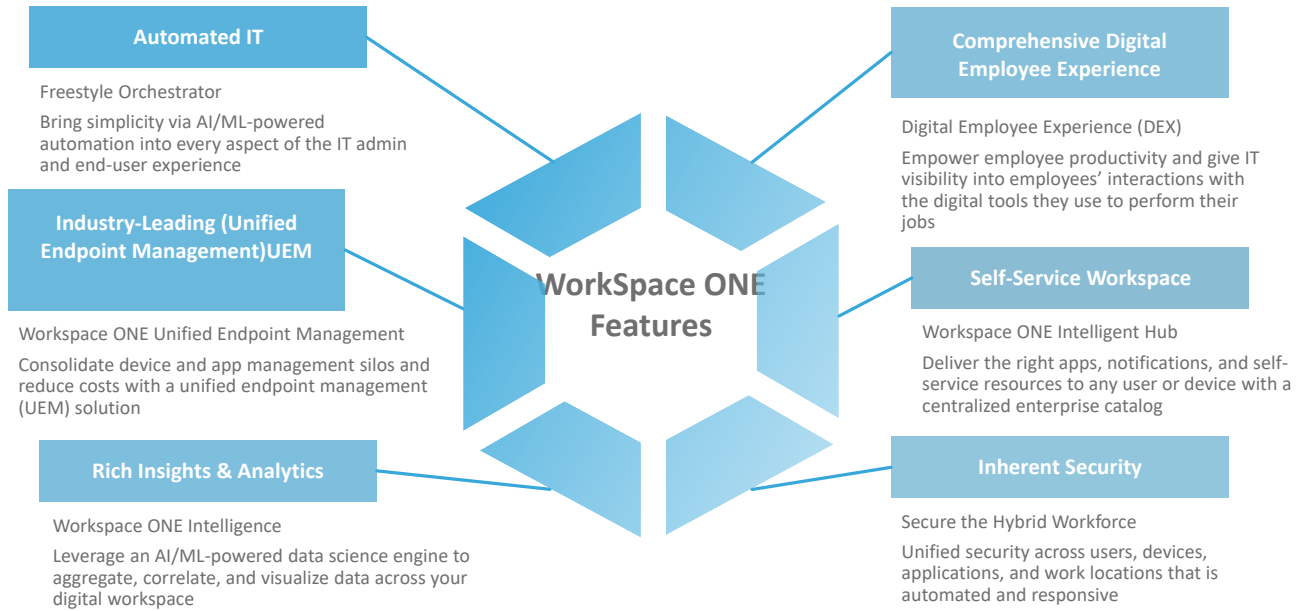 Automated IT
Freestyle Orchestrator
Bring simplicity via AI/ML-powered
automation into every aspect of the IT admin
and end-user experience
Industry-Leading (Unified
Endpoint Management)UEM
Workspace ONE Unified Endpoint Management
Consolidate device and app management silos and
reduce costs with a unified endpoint management
(UEM) solution
Rich Insights & Analytics
Workspace ONE Intelligence
Leverage an AI/ML-powered data science engine to
aggregate, correlate, and visualize data across your
digital workspace
WorkSpace ONE
Features
Comprehensive Digital
Employee Experience
Digital Employee Experience (DEX)
Empower employee productivity and give IT
visibility into employees’ interactions with
the digital tools they use to perform their
jobs
Self-Service Workspace
Workspace ONE Intelligent Hub
Deliver the right apps, notifications, and self-
service resources to any user or device with a
centralized enterprise catalog
Inherent Security
Secure the Hybrid Workforce
Unified security across users, devices,
applications, and work locations that is
automated and responsive